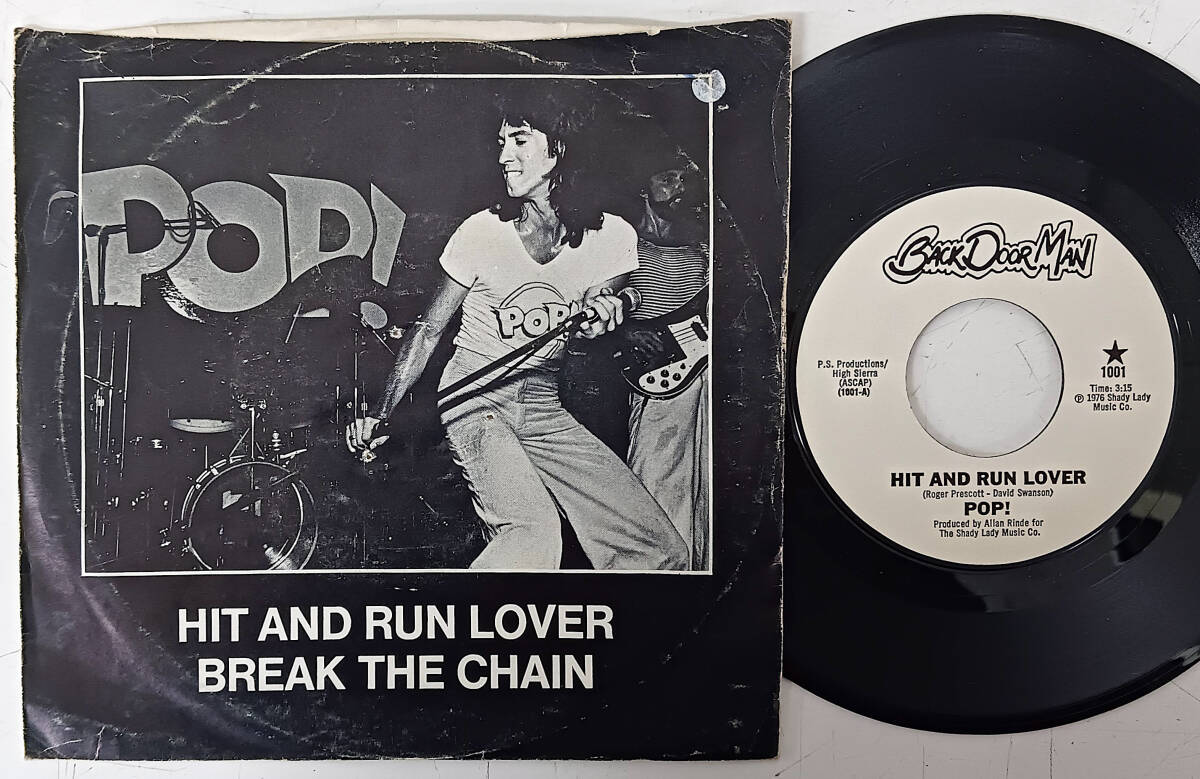 POP!
POP!
HIT AND RUN LOVER
BREAK THE CHAIN
BACK DOOR MAN
P.S. Productions/
High Sierra
(ASCAP)
(1001-A)
★
1001
Time: 3:15
℗ 1976 Shady Lady
Music Co.
HIT AND RUN LOVER
(Roger Prescott - David Swanson)
POP!
Produced by Allan Rinde for
The Shady Lady Music Co.